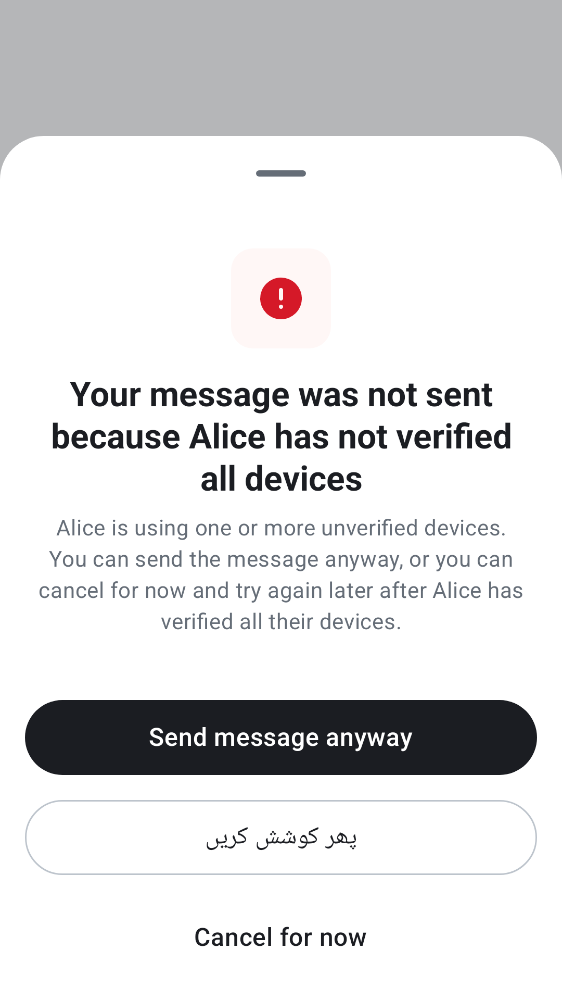 Your message was not sent
because Alice has not verified
all devices
Alice is using one or more unverified devices.
You can send the message anyway, or you can
cancel for now and try again later after Alice has
verified all their devices.
Send message anyway
پھر کوشش کریں
Cancel for now